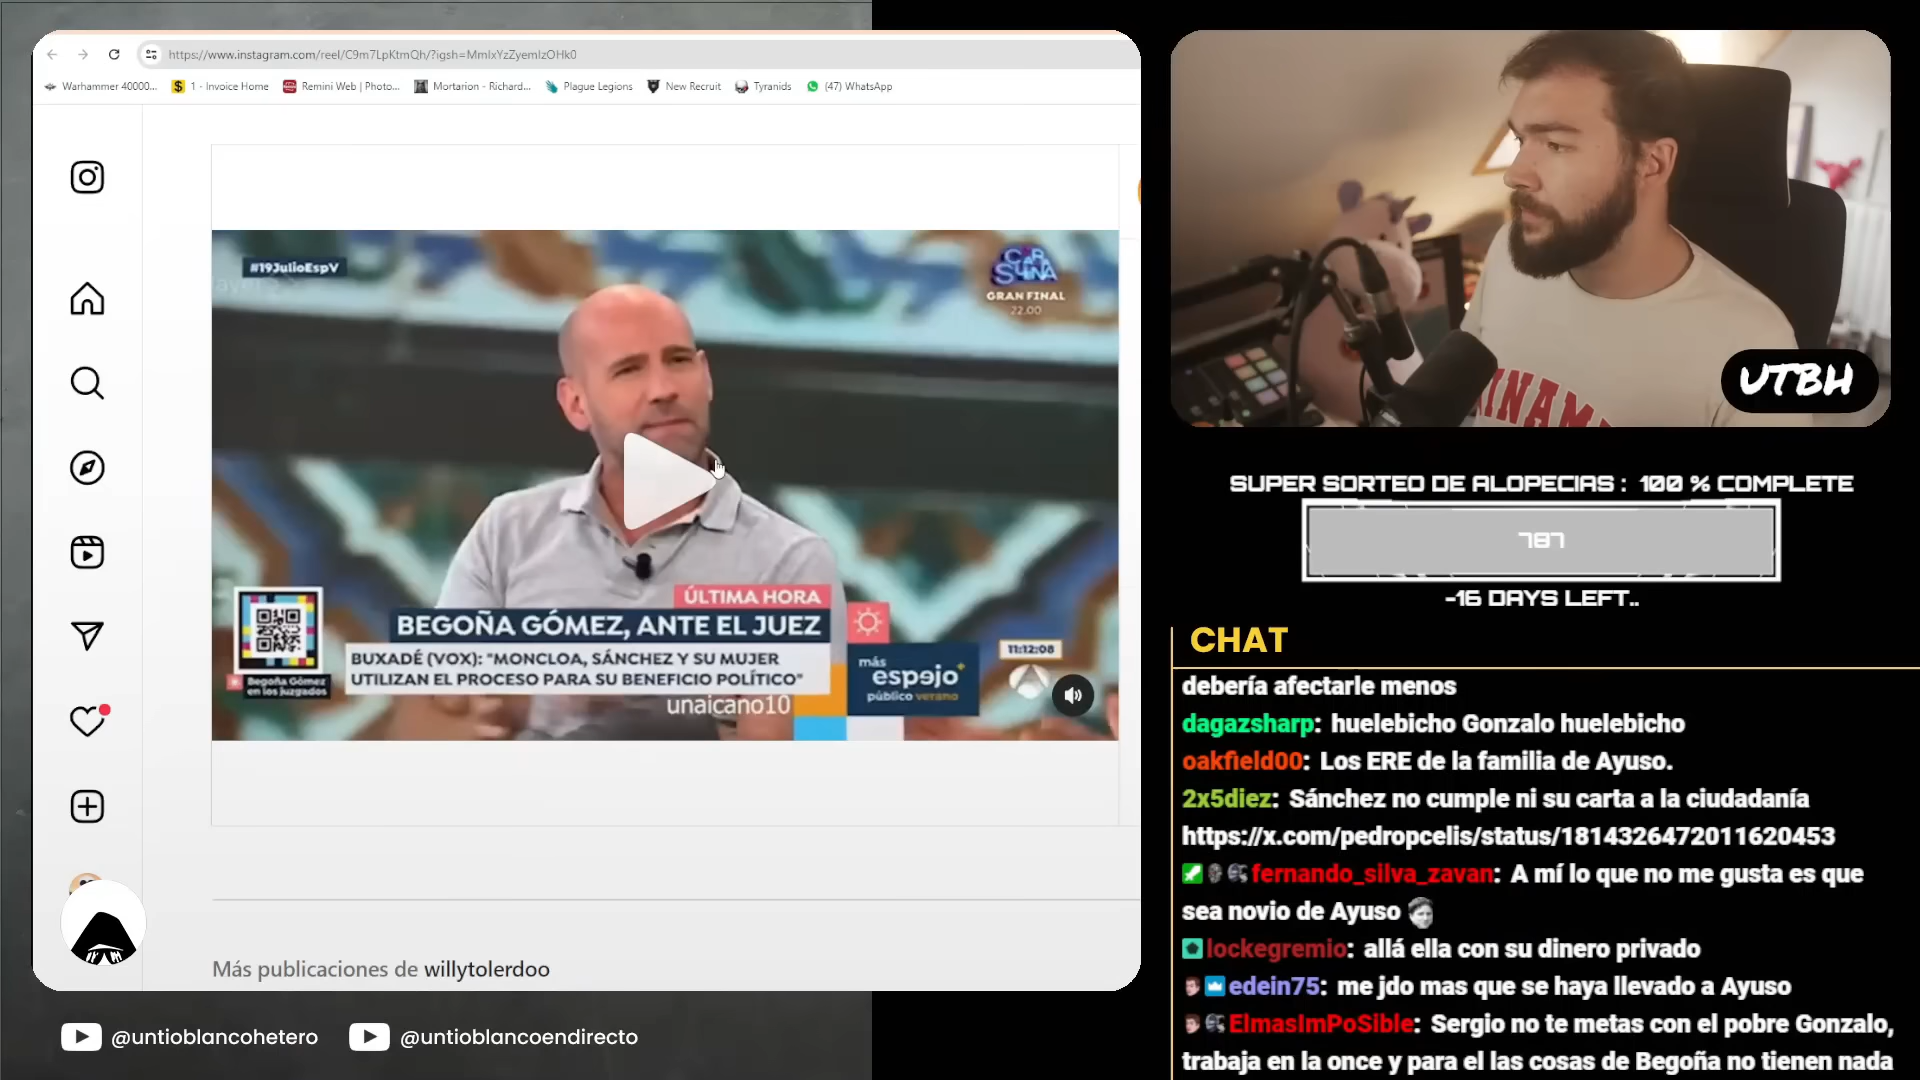 https://www.instagram.com/reel/C9m7LpKtmQh/?igsh=MmIxYzZyemIzOHk0
Warhammer 40000...
1 - Invoice Home
Remini Web | Photo...
Mortarion - Richard...
Plague Legions
New Recruit
Tyranids
(47) WhatsApp
#19JulioEspV
GRAN FINAL
22.00
ÚLTIMA HORA
BEGOÑA GÓMEZ, ANTE EL JUEZ
BUXADÉ (VOX): "MONCLOA, SÁNCHEZ Y SU MUJER
UTILIZAN EL PROCESO PARA SU BENEFICIO POLÍTICO"
Begoña Gómez
en los juzgados
unaicano10
más
espejo
público verano
11:12:08
Más publicaciones de willytolerdoo
@untioblancohetero
@untioblancoendirecto
UTBH
SUPER SORTEO DE ALOPECIAS : 100 % COMPLETE
787
-16 DAYS LEFT..
CHAT
debería afectarle menos
dagazsharp: huelebicho Gonzalo huelebicho
oakfield00: Los ERE de la familia de Ayuso.
2x5diez: Sánchez no cumple ni su carta a la ciudadanía
https://x.com/pedropcelis/status/1814326472011620453
fernando_silva_zavan: A mí lo que no me gusta es que
sea novio de Ayuso
lockegremio: allá ella con su dinero privado
edein75: me jdo mas que se haya llevado a Ayuso
ElmasImPoSible: Sergio no te metas con el pobre Gonzalo,
trabaja en la once y para el las cosas de Begoña no tienen nada